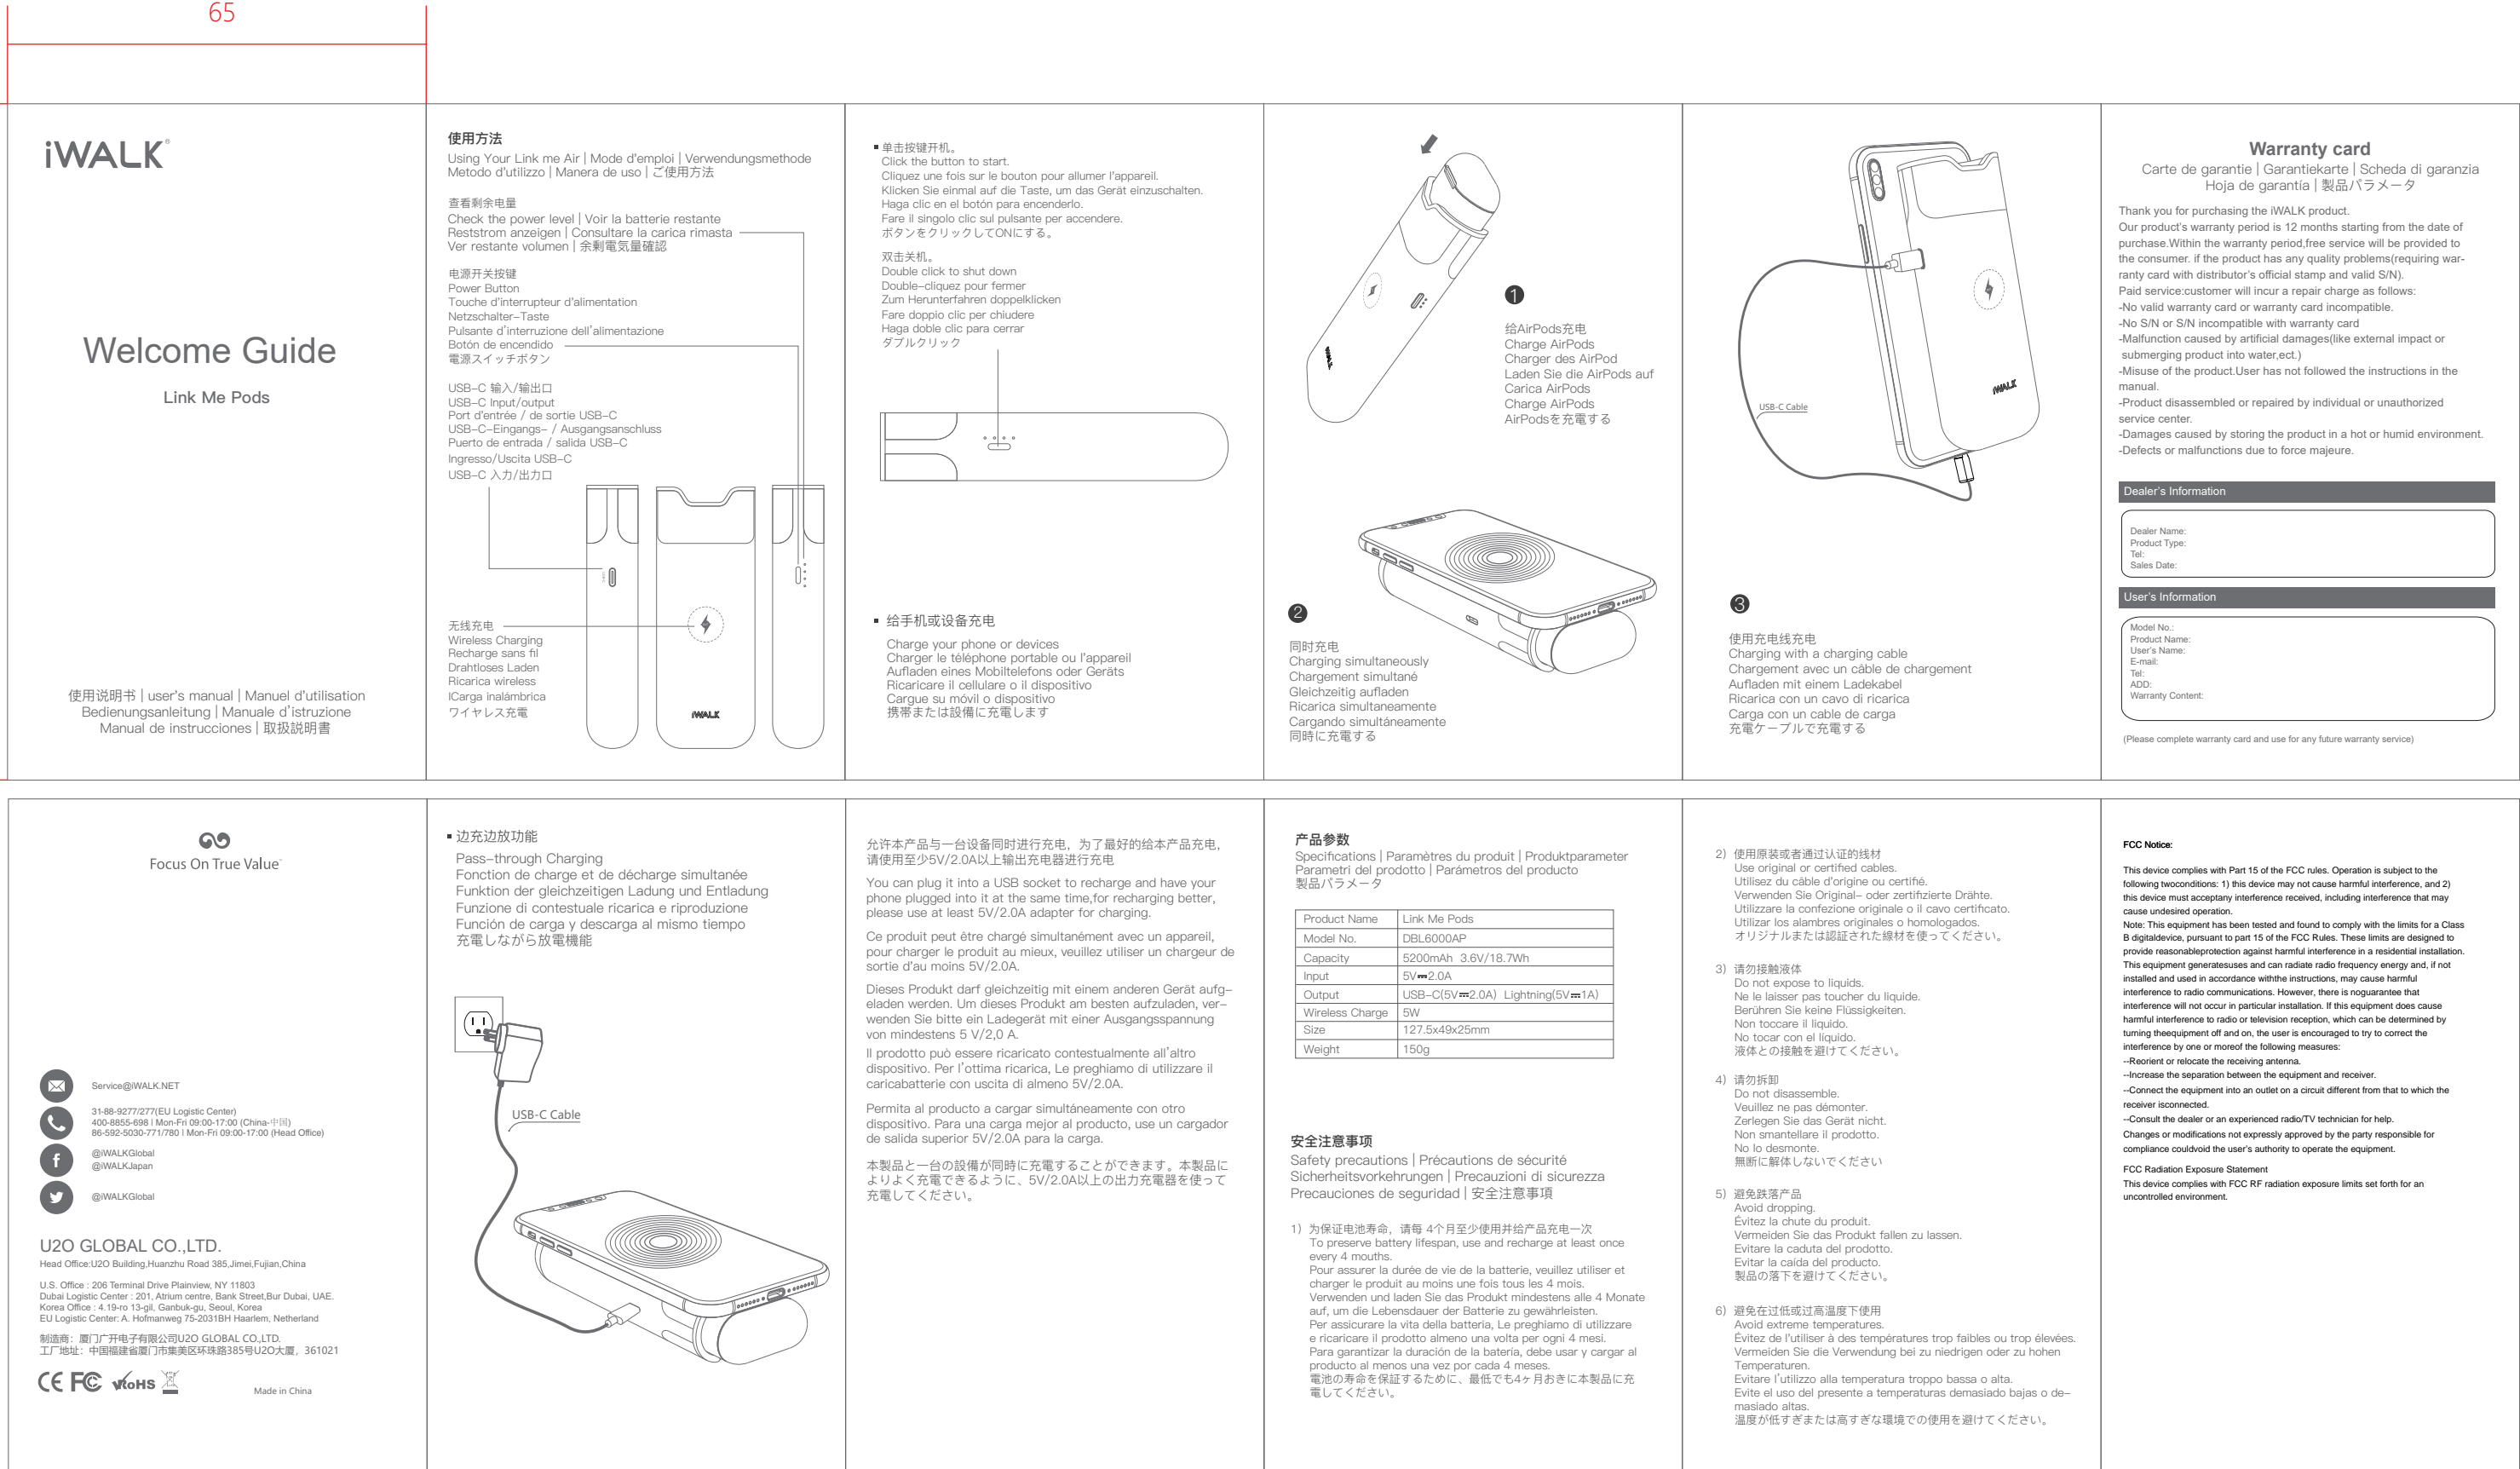 65
iWALK®
Welcome Guide
Link Me Pods
使用说明书 | user's manual | Manuel d'utilisation
Bedienungsanleitung | Manuale d'istruzione
Manual de instrucciones | 取扱説明書
使用方法
Using Your Link me Air | Mode d'emploi | Verwendungsmethode
Metodo d'utilizzo | Manera de uso | ご使用方法
查看剩余电量
Check the power level | Voir la batterie restante
Reststrom anzeigen | Consultare la carica rimasta
Ver restante volumen | 余剰電気量確認
电源开关按键
Power Button
Touche d'interrupteur d'alimentation
Netzschalter-Taste
Pulsante d'interruzione dell'alimentazione
Botón de encendido
電源スイッチボタン
USB-C 输入/输出口
USB-C Input/output
Port d'entrée / de sortie USB-C
USB-C-Eingangs- / Ausgangsanschluss
Puerto de entrada / salida USB-C
Ingresso/Uscita USB-C
USB-C 入力/出力口
无线充电
Wireless Charging
Recharge sans fil
Drahtloses Laden
Ricarica wireless
ICarga inalámbrica
ワイヤレス充電
iWALK
▪ 单击按键开机。
Click the button to start.
Cliquez une fois sur le bouton pour allumer l'appareil.
Klicken Sie einmal auf die Taste, um das Gerät einzuschalten.
Haga clic en el botón para encenderlo.
Fare il singolo clic sul pulsante per accendere.
ボタンをクリックしてONにする。
双击关机。
Double click to shut down
Double-cliquez pour fermer
Zum Herunterfahren doppelklicken
Fare doppio clic per chiudere
Haga doble clic para cerrar
ダブルクリック
▪ 给手机或设备充电
Charge your phone or devices
Charger le téléphone portable ou l'appareil
Aufladen eines Mobiltelefons oder Geräts
Ricaricare il cellulare o il dispositivo
Cargue su móvil o dispositivo
携帯または設備に充電します
iWALK
❶
给AirPods充电
Charge AirPods
Charger des AirPod
Laden Sie die AirPods auf
Carica AirPods
Charge AirPods
AirPodsを充電する
❷
同时充电
Charging simultaneously
Chargement simultané
Gleichzeitig aufladen
Ricarica simultaneamente
Cargando simultáneamente
同時に充電する
iWALK
USB-C Cable
❸
使用充电线充电
Charging with a charging cable
Chargement avec un câble de chargement
Aufladen mit einem Ladekabel
Ricarica con un cavo di ricarica
Carga con un cable de carga
充電ケーブルで充電する
Warranty card
Carte de garantie | Garantiekarte | Scheda di garanzia
Hoja de garantía | 製品パラメータ
Thank you for purchasing the iWALK product.
Our product's warranty period is 12 months starting from the date of
purchase.Within the warranty period,free service will be provided to
the consumer. if the product has any quality problems(requiring war-
ranty card with distributor's official stamp and valid S/N).
Paid service:customer will incur a repair charge as follows:
-No valid warranty card or warranty card incompatible.
-No S/N or S/N incompatible with warranty card
-Malfunction caused by artificial damages(like external impact or
submerging product into water,ect.)
-Misuse of the product.User has not followed the instructions in the
manual.
-Product disassembled or repaired by individual or unauthorized
service center.
-Damages caused by storing the product in a hot or humid environment.
-Defects or malfunctions due to force majeure.
Dealer's Information
Dealer Name:
Product Type:
Tel:
Sales Date:
User's Information
Model No.:
Product Name:
User's Name:
E-mail:
Tel:
ADD:
Warranty Content:
(Please complete warranty card and use for any future warranty service)
Focus On True Value
Service@iWALK.NET
31-88-9277/277(EU Logistic Center)
400-8855-698 | Mon-Fri 09:00-17:00 (China-中国)
86-592-5030-771/780 | Mon-Fri 09:00-17:00 (Head Office)
@iWALKGlobal
@iWALKJapan
@iWALKGlobal
U2O GLOBAL CO.,LTD.
Head Office:U2O Building,Huanzhu Road 385,Jimei,Fujian,China
U.S. Office : 206 Terminal Drive Plainview, NY 11803
Dubai Logistic Center : 201, Atrium centre, Bank Street,Bur Dubai, UAE.
Korea Office : 4.19-ro 13-gil, Ganbuk-gu, Seoul, Korea
EU Logistic Center: A. Hofmanweg 75-2031BH Haarlem, Netherland
制造商：厦门广开电子有限公司U2O GLOBAL CO.,LTD.
工厂地址：中国福建省厦门市集美区环珠路385号U2O大厦，361021
CE FC RoHS
Made in China
▪ 边充边放功能
Pass-through Charging
Fonction de charge et de décharge simultanée
Funktion der gleichzeitigen Ladung und Entladung
Funzione di contestuale ricarica e riproduzione
Función de carga y descarga al mismo tiempo
充電しながら放電機能
USB-C Cable
允许本产品与一台设备同时进行充电，为了最好的给本产品充电，
请使用至少5V/2.0A以上输出充电器进行充电
You can plug it into a USB socket to recharge and have your
phone plugged into it at the same time,for recharging better,
please use at least 5V/2.0A adapter for charging.
Ce produit peut être chargé simultanément avec un appareil,
pour charger le produit au mieux, veuillez utiliser un chargeur de
sortie d'au moins 5V/2.0A.
Dieses Produkt darf gleichzeitig mit einem anderen Gerät aufg-
eladen werden. Um dieses Produkt am besten aufzuladen, ver-
wenden Sie bitte ein Ladegerät mit einer Ausgangsspannung
von mindestens 5 V/2,0 A.
Il prodotto può essere ricaricato contestualmente all'altro
dispositivo. Per l'ottima ricarica, Le preghiamo di utilizzare il
caricabatterie con uscita di almeno 5V/2.0A.
Permita al producto a cargar simultáneamente con otro
dispositivo. Para una carga mejor al producto, use un cargador
de salida superior 5V/2.0A para la carga.
本製品と一台の設備が同時に充電することができます。本製品に
よりよく充電できるように、5V/2.0A以上の出力充電器を使って
充電してください。
产品参数
Specifications | Paramètres du produit | Produktparameter
Parametri del prodotto | Parámetros del producto
製品パラメータ
Product Name Link Me Pods
Model No. DBL6000AP
Capacity 5200mAh 3.6V/18.7Wh
Input 5V⎓2.0A
Output USB-C(5V⎓2.0A) Lightning(5V⎓1A)
Wireless Charge 5W
Size 127.5x49x25mm
Weight 150g
安全注意事项
Safety precautions | Précautions de sécurité
Sicherheitsvorkehrungen | Precauzioni di sicurezza
Precauciones de seguridad | 安全注意事項
1）为保证电池寿命，请每 4个月至少使用并给产品充电一次
To preserve battery lifespan, use and recharge at least once
every 4 mouths.
Pour assurer la durée de vie de la batterie, veuillez utiliser et
charger le produit au moins une fois tous les 4 mois.
Verwenden und laden Sie das Produkt mindestens alle 4 Monate
auf, um die Lebensdauer der Batterie zu gewährleisten.
Per assicurare la vita della batteria, Le preghiamo di utilizzare
e ricaricare il prodotto almeno una volta per ogni 4 mesi.
Para garantizar la duración de la batería, debe usar y cargar al
producto al menos una vez por cada 4 meses.
電池の寿命を保証するために、最低でも4ヶ月おきに本製品に充
電してください。
2）使用原装或者通过认证的线材
Use original or certified cables.
Utilisez du câble d'origine ou certifié.
Verwenden Sie Original- oder zertifizierte Drähte.
Utilizzare la confezione originale o il cavo certificato.
Utilizar los alambres originales o homologados.
オリジナルまたは認証された線材を使ってください。
3）请勿接触液体
Do not expose to liquids.
Ne le laisser pas toucher du liquide.
Berühren Sie keine Flüssigkeiten.
Non toccare il liquido.
No tocar con el líquido.
液体との接触を避けてください。
4）请勿拆卸
Do not disassemble.
Veuillez ne pas démonter.
Zerlegen Sie das Gerät nicht.
Non smantellare il prodotto.
No lo desmonte.
無断に解体しないでください
5）避免跌落产品
Avoid dropping.
Évitez la chute du produit.
Vermeiden Sie das Produkt fallen zu lassen.
Evitare la caduta del prodotto.
Evitar la caída del producto.
製品の落下を避けてください。
6）避免在过低或过高温度下使用
Avoid extreme temperatures.
Évitez de l'utiliser à des températures trop faibles ou trop élevées.
Vermeiden Sie die Verwendung bei zu niedrigen oder zu hohen
Temperaturen.
Evitare l'utilizzo alla temperatura troppo bassa o alta.
Evite el uso del presente a temperaturas demasiado bajas o de-
masiado altas.
温度が低すぎまたは高すぎな環境での使用を避けてください。
FCC Notice:
This device complies with Part 15 of the FCC rules. Operation is subject to the
following twoconditions: 1) this device may not cause harmful interference, and 2)
this device must acceptany interference received, including interference that may
cause undesired operation.
Note: This equipment has been tested and found to comply with the limits for a Class
B digitaldevice, pursuant to part 15 of the FCC Rules. These limits are designed to
provide reasonableprotection against harmful interference in a residential installation.
This equipment generatesuses and can radiate radio frequency energy and, if not
installed and used in accordance withthe instructions, may cause harmful
interference to radio communications. However, there is noguarantee that
interference will not occur in particular installation. If this equipment does cause
harmful interference to radio or television reception, which can be determined by
turning theequipment off and on, the user is encouraged to try to correct the
interference by one or moreof the following measures:
--Reorient or relocate the receiving antenna.
--Increase the separation between the equipment and receiver.
--Connect the equipment into an outlet on a circuit different from that to which the
receiver isconnected.
--Consult the dealer or an experienced radio/TV technician for help.
Changes or modifications not expressly approved by the party responsible for
compliance couldvoid the user's authority to operate the equipment.
FCC Radiation Exposure Statement
This device complies with FCC RF radiation exposure limits set forth for an
uncontrolled environment.